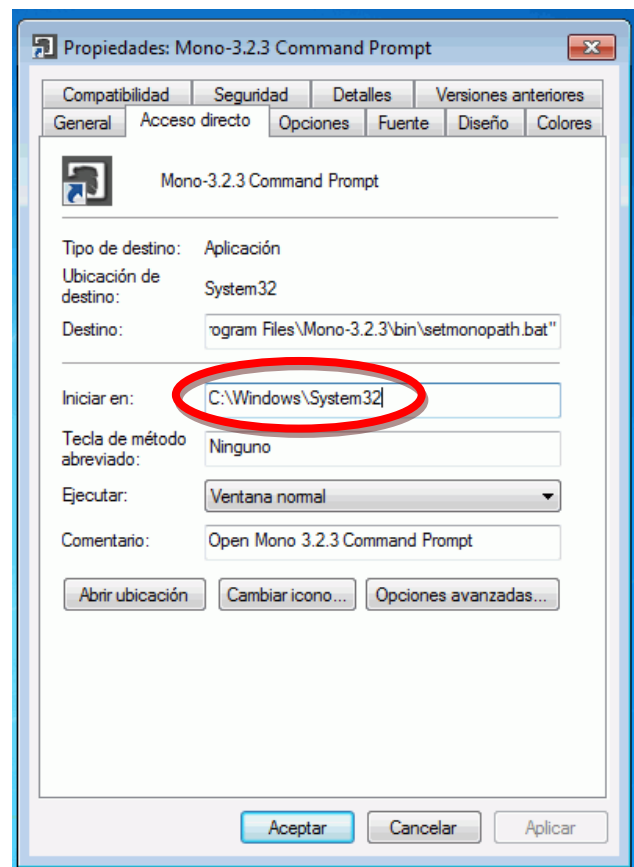 Propiedades: Mono-3.2.3 Command Prompt
Compatibilidad Seguridad Detalles Versiones anteriores
General Acceso directo Opciones Fuente Diseño Colores
Mono-3.2.3 Command Prompt
Tipo de destino: Aplicación
Ubicación de destino: System32
Destino: rogram Files\Mono-3.2.3\bin\setmonopath.bat"
Iniciar en: C:\Windows\System32
Tecla de método abreviado: Ninguno
Ejecutar: Ventana normal
Comentario: Open Mono 3.2.3 Command Prompt
Abrir ubicación Cambiar icono... Opciones avanzadas...
Aceptar Cancelar Aplicar